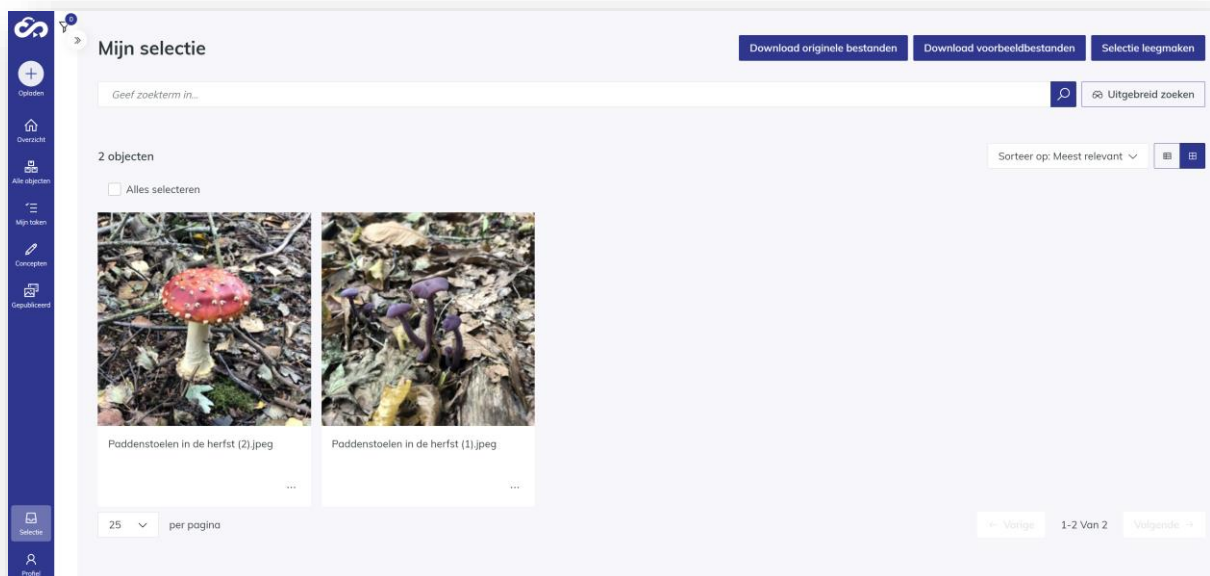 0
Mijn selectie
Download originele bestanden
Download voorbeeldbestanden
Selectie leegmaken
Opladen
Geef zoekterm in...
Uitgebreid zoeken
Overzicht
2 objecten
Sorteer op: Meest relevant
Alle objecten
Alles selecteren
Mijn taken
Concepten
Gepubliceerd
Paddenstoelen in de herfst (2).jpeg
Paddenstoelen in de herfst (1).jpeg
...
...
Selectie
25
per pagina
← Vorige
1-2 Van 2
Volgende →
Profiel